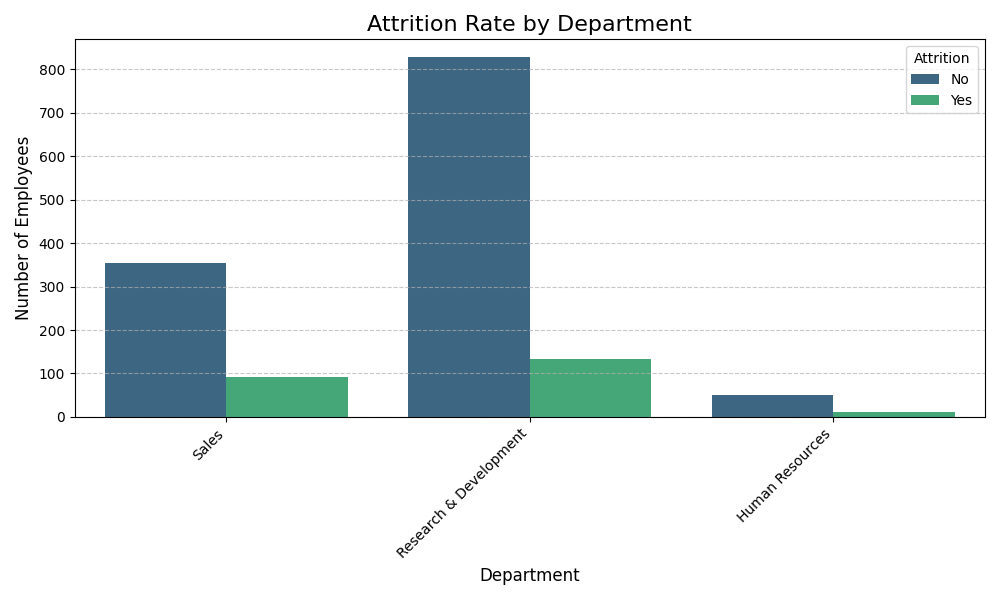 Attrition Rate by Department
Number of Employees
800
700
600
500
400
300
200
100
0
Attrition
No
Yes
Sales
Research & Development
Human Resources
Department